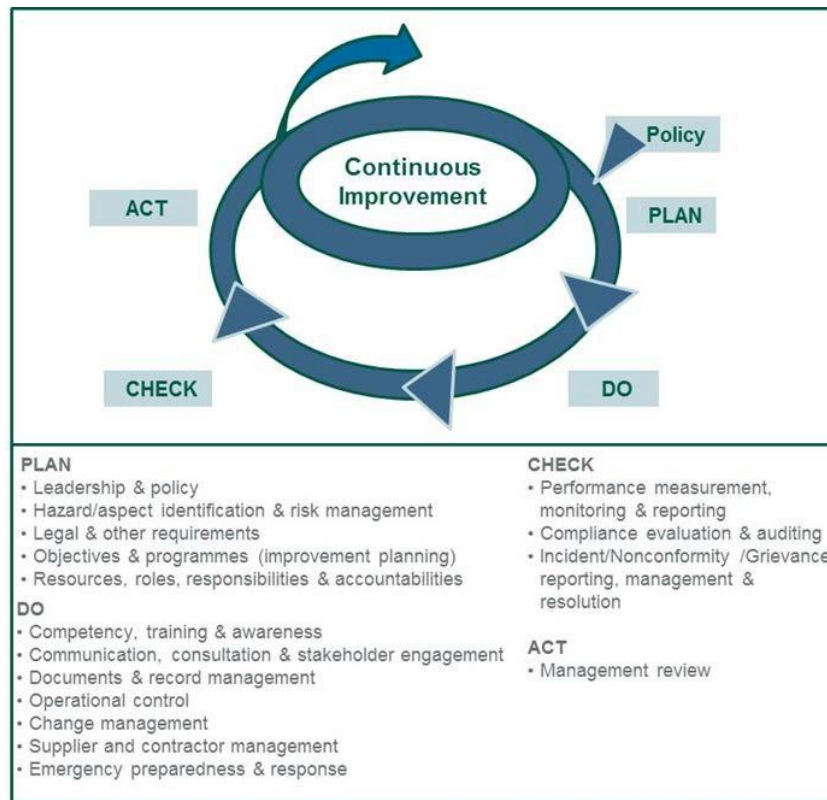 Continuous
Improvement
Policy
ACT
PLAN
CHECK
DO
PLAN
• Leadership & policy
• Hazard/aspect identification & risk management
• Legal & other requirements
• Objectives & programmes (improvement planning)
• Resources, roles, responsibilities & accountabilities
DO
• Competency, training & awareness
• Communication, consultation & stakeholder engagement
• Documents & record management
• Operational control
• Change management
• Supplier and contractor management
• Emergency preparedness & response
CHECK
• Performance measurement,
monitoring & reporting
• Compliance evaluation & auditing
• Incident/Nonconformity /Grievance
reporting, management &
resolution
ACT
• Management review